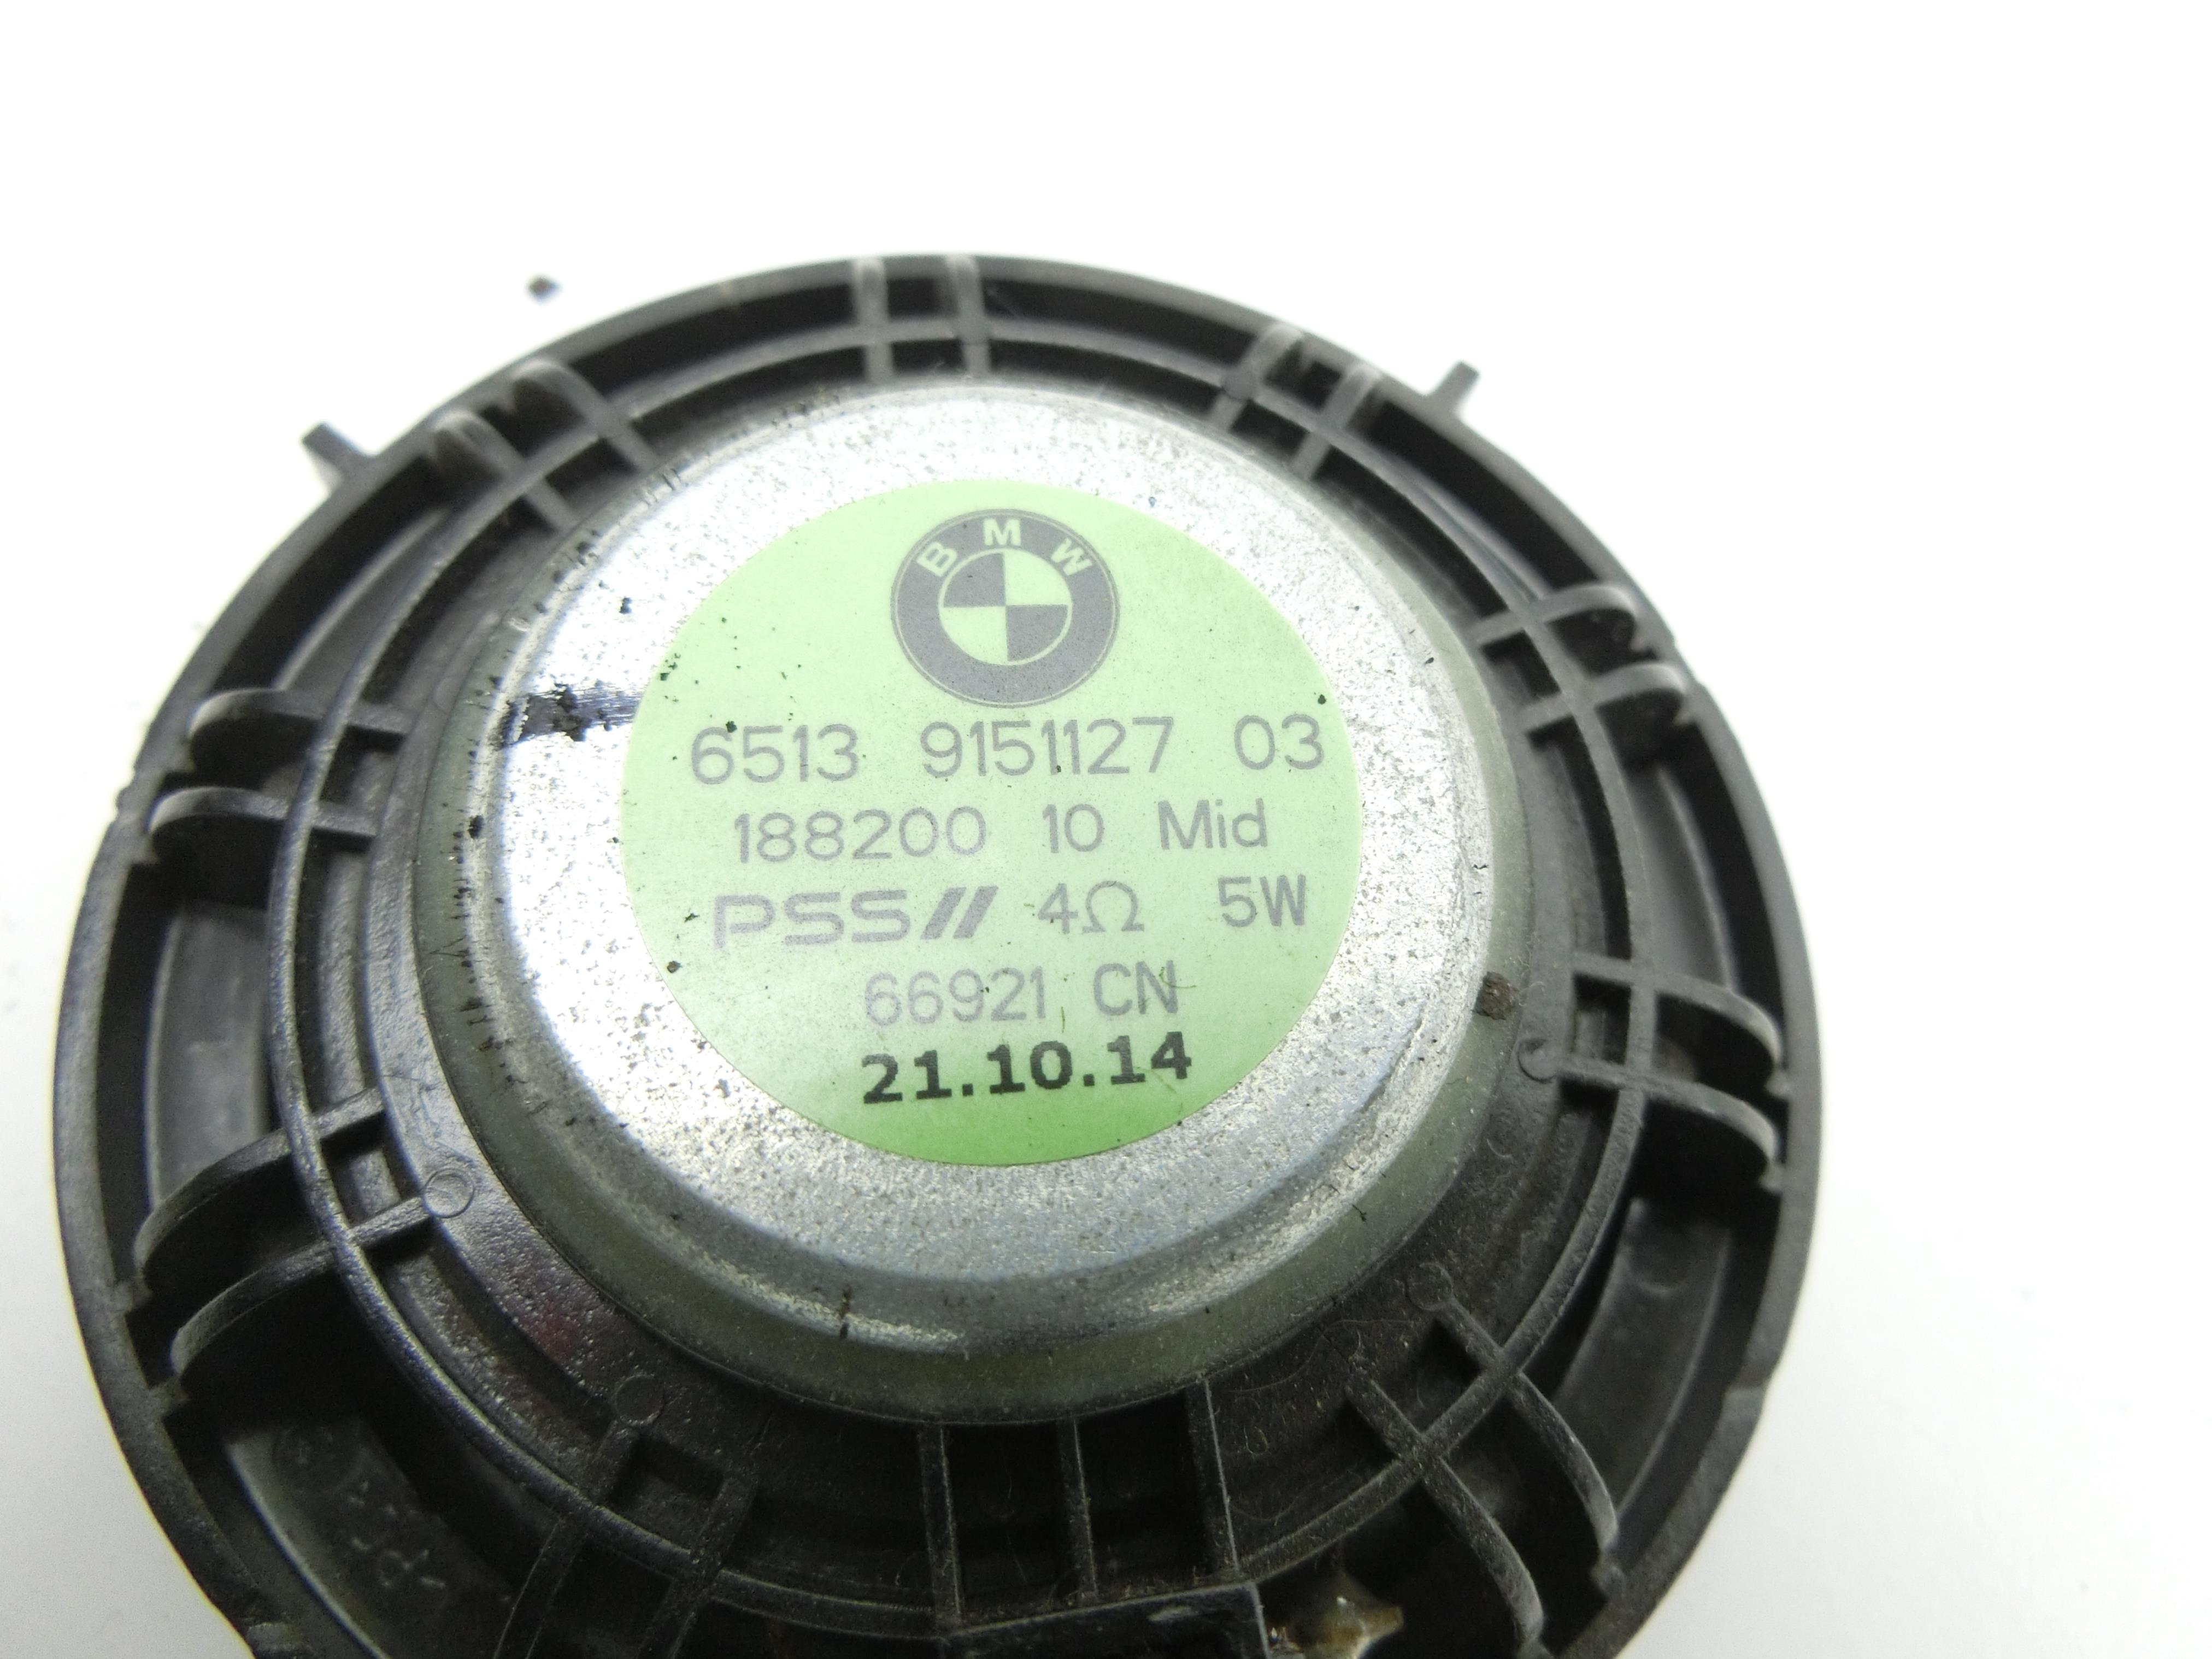 BMW
6513 9151127 03
188200 10 Mid
PSS// 4Ω 5W
66921 CN
21.10.14